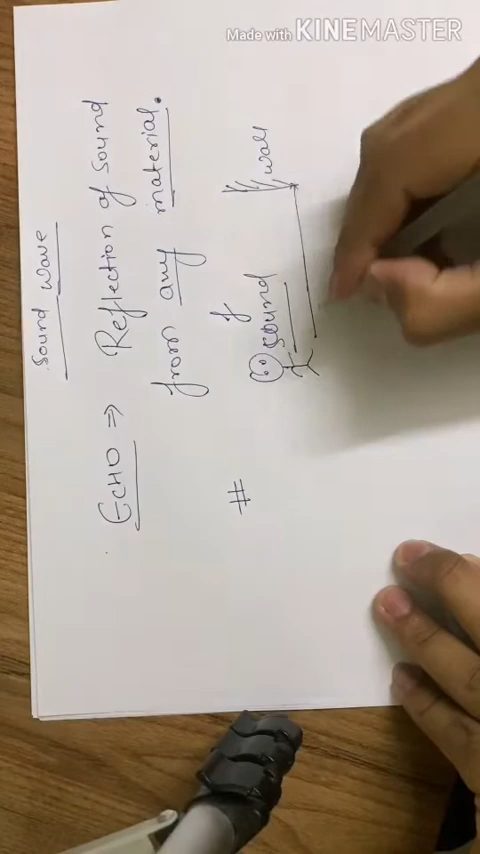 Made with KINEMASTER
Sound wave
ECHO ⇒ Reflection of Sound
from any material.
#
f
sound
wall